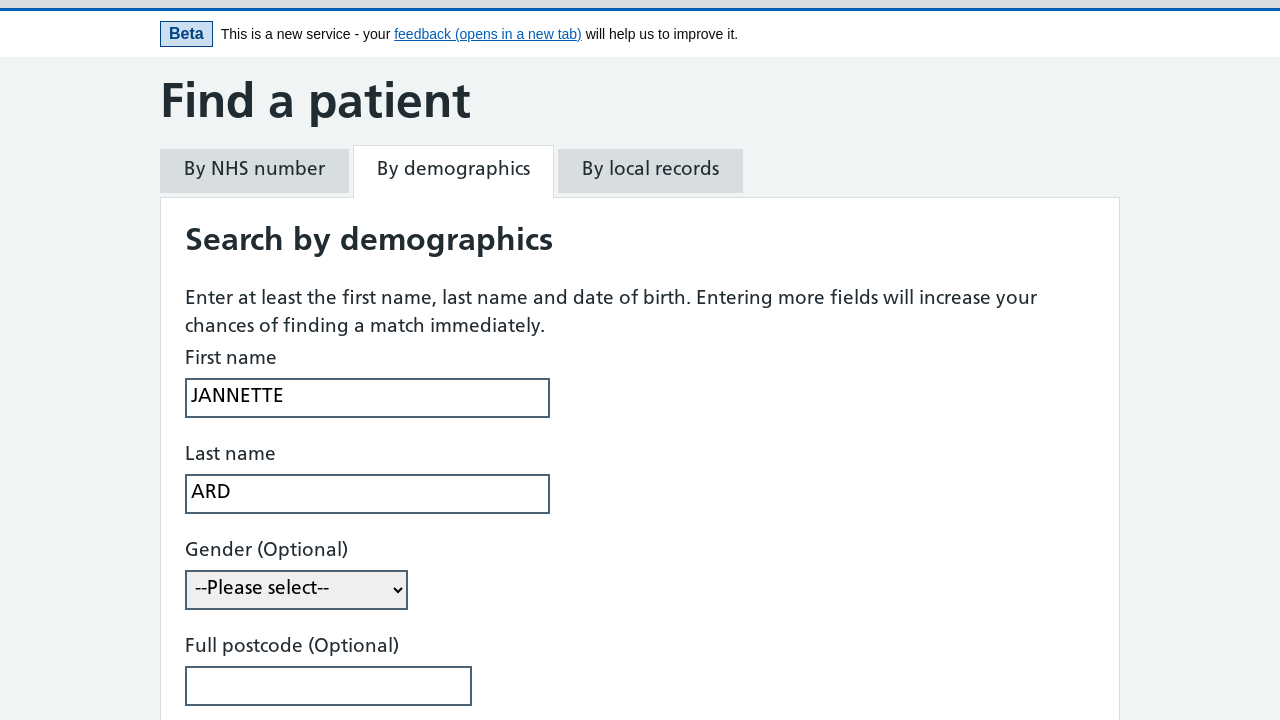 Beta This is a new service - your feedback (opens in a new tab) will help us to improve it.
Find a patient
By NHS number By demographics By local records
Search by demographics
Enter at least the first name, last name and date of birth. Entering more fields will increase your
chances of finding a match immediately.
First name
JANNETTE
Last name
ARD
Gender (Optional)
--Please select--
Full postcode (Optional)